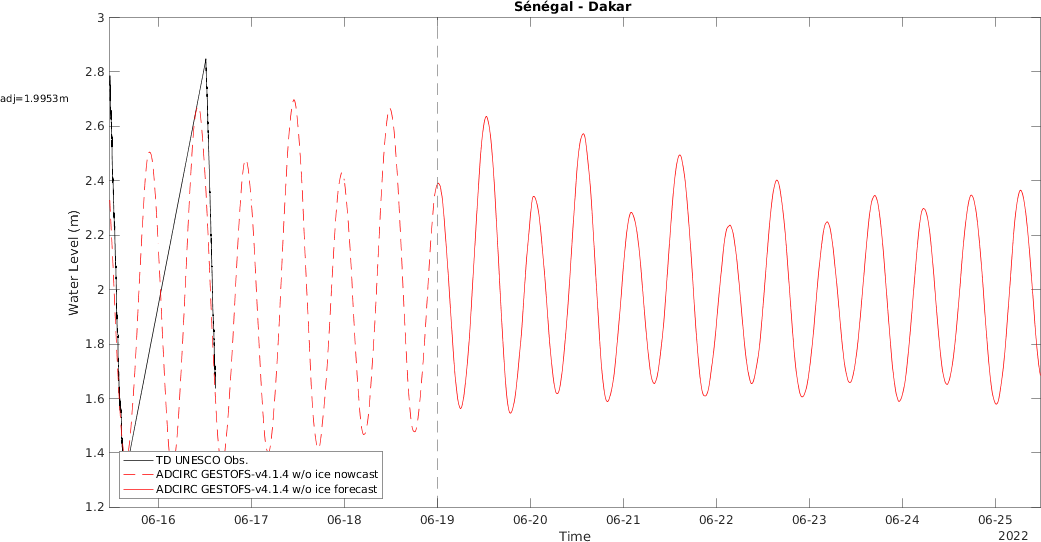 Sénégal - Dakar
adj=1.9953m
Water Level (m)
3
2.8
2.6
2.4
2.2
2
1.8
1.6
1.4
1.2
TD UNESCO Obs.
ADCIRC GESTOFS-v4.1.4 w/o ice nowcast
ADCIRC GESTOFS-v4.1.4 w/o ice forecast
06-16 06-17 06-18 06-19 06-20 06-21 06-22 06-23 06-24 06-25
Time
2022